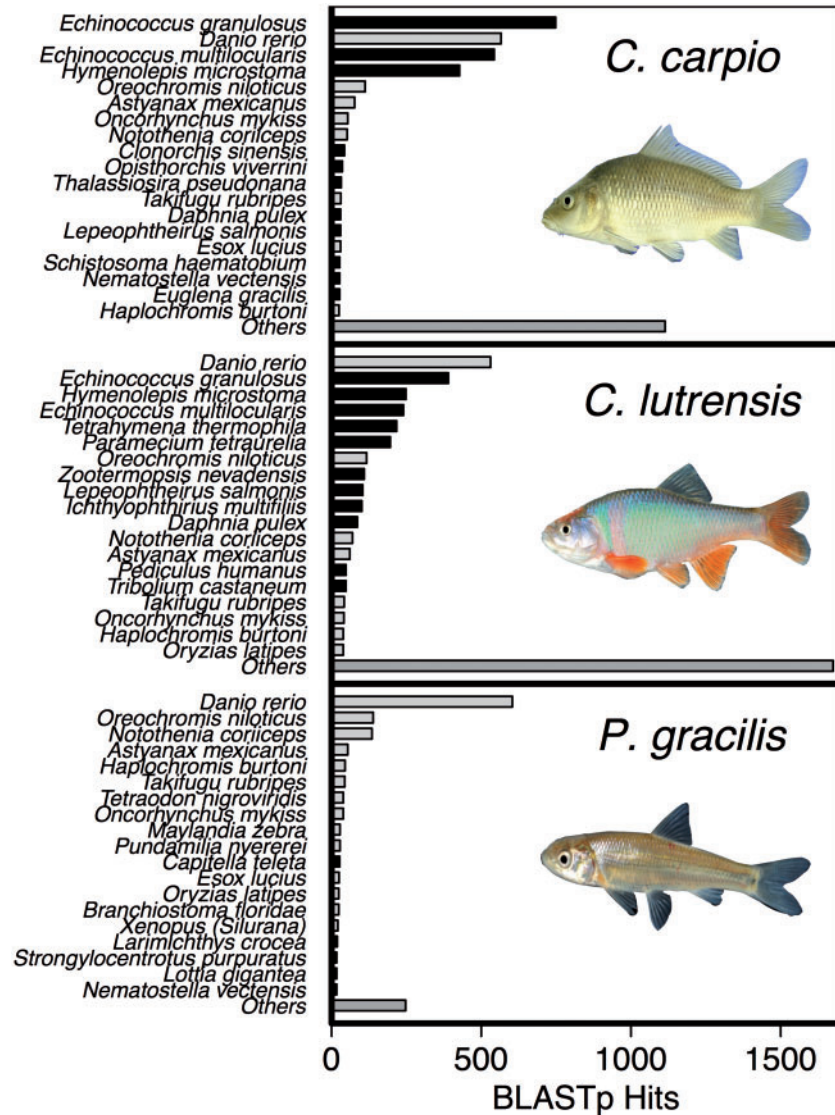 Echinococcus granulosus
Danio rerio
Echinococcus multilocularis
Hymenolepis microstoma
Oreochromis niloticus
Astyanax mexicanus
Oncorhynchus mykiss
Notothenia coriiceps
Clonorchis sinensis
Opisthorchis viverrini
Thalassiosira pseudonana
Takifugu rubripes
Daphnia pulex
Lepeophtheirus salmonis
Esox lucius
Schistosoma haematobium
Nematostella vectensis
Euglena gracilis
Haplochromis burtoni
Others
C. carpio
Danio rerio
Echinococcus granulosus
Hymenolepis microstoma
Echinococcus multilocularis
Tetrahymena thermophila
Paramecium tetraurelia
Oreochromis niloticus
Zootermopsis nevadensis
Lepeophtheirus salmonis
Ichthyophthirius multifiliis
Daphnia pulex
Notothenia coriiceps
Astyanax mexicanus
Pediculus humanus
Tribolium castaneum
Takifugu rubripes
Oncorhynchus mykiss
Haplochromis burtoni
Oryzias latipes
Others
C. lutrensis
Danio rerio
Oreochromis niloticus
Notothenia coriiceps
Astyanax mexicanus
Haplochromis burtoni
Takifugu rubripes
Tetraodon nigroviridis
Oncorhynchus mykiss
Maylandia zebra
Pundamilia nyererei
Capitella teleta
Esox lucius
Oryzias latipes
Branchiostoma floridae
Xenopus (Silurana)
Larimichthys crocea
Strongylocentrotus purpuratus
Lottia gigantea
Nematostella vectensis
Others
P. gracilis
0 500 1000 1500
BLASTp Hits